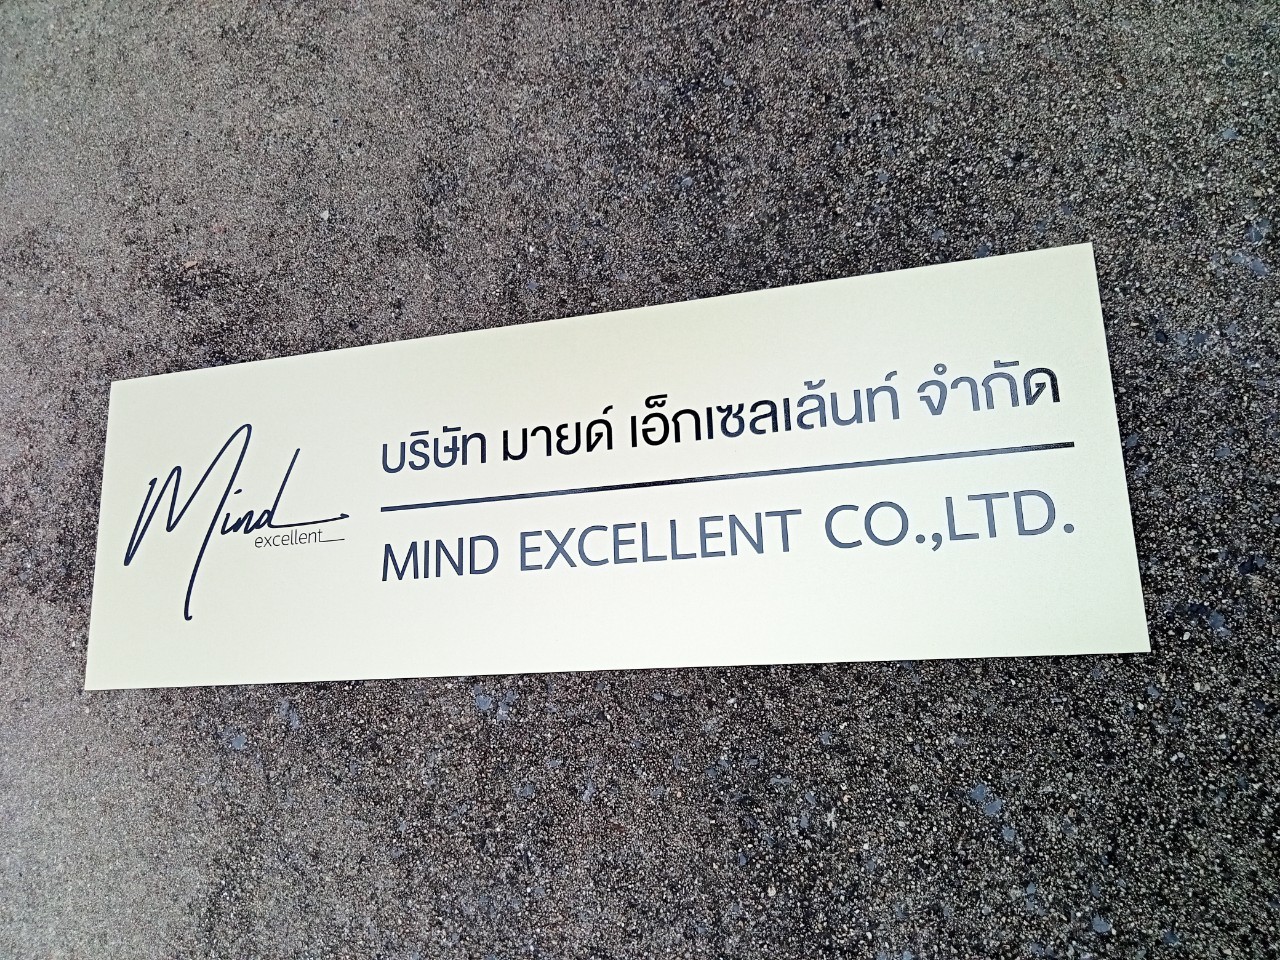 Mind
excellent
บริษัท มายด์ เอ็กเซลเล้นท์ จำกัด
MIND EXCELLENT CO.,LTD.